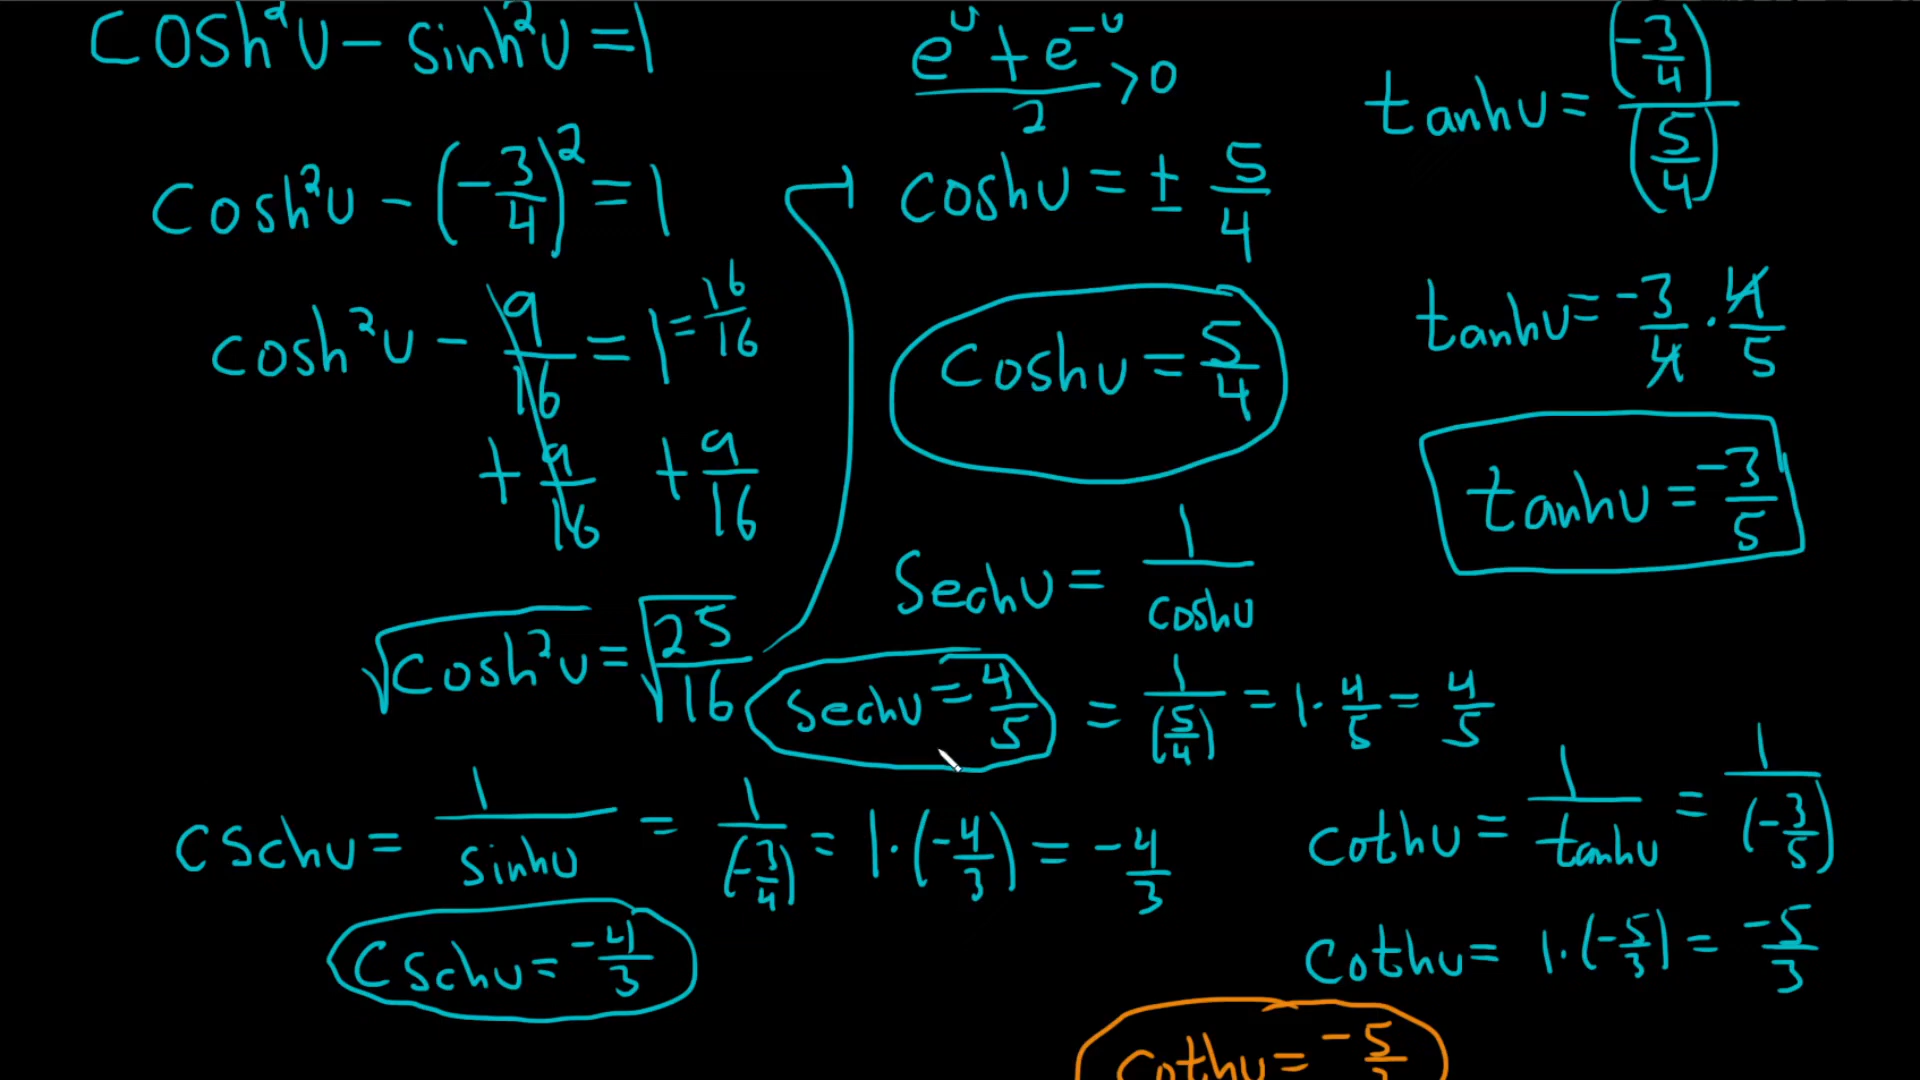 cosh²u - sinh²u = 1
cosh²u - (-3/4)² = 1
cosh²u - 9/16 = 1 = 16/16
+ 9/16 + 9/16
√cosh²u = √25/16
(e^u + e^-u)/2 > 0
coshu = ± 5/4
coshu = 5/4
Sechu = 1/coshu
Sechu = 4/5 = 1/(5/4) = 1 · 4/5 = 4/5
cschu = 1/sinhu = 1/(-3/4) = 1 · (-4/3) = -4/3
cschu = -4/3
tanhu = (-3/4)/(5/4)
tanhu = -3/4 · 4/5
tanhu = -3/5
cothu = 1/tanhu = 1/(-3/5)
cothu = 1 · (-5/3) = -5/3
cothu = -5/3